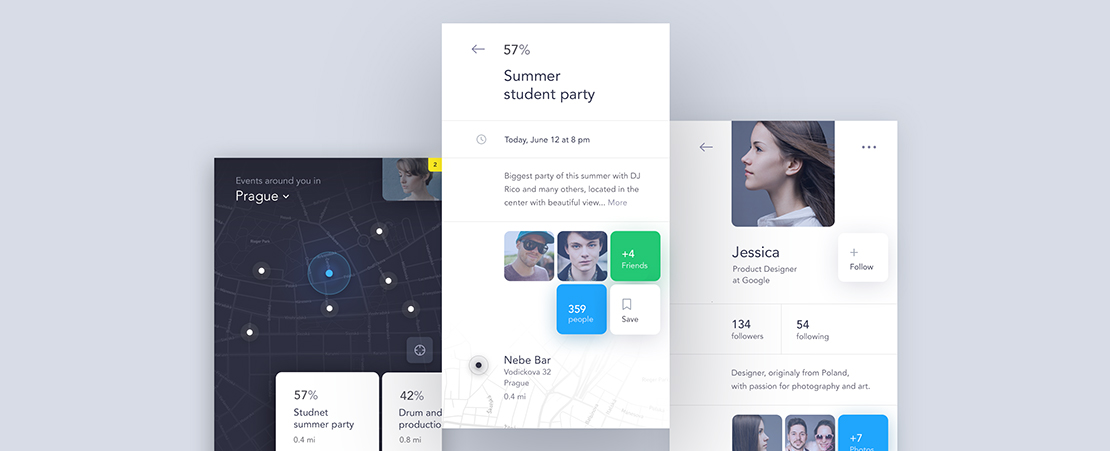 Events around you in
Prague
2
57%
Studnet
summer party
0.4 mi
42%
Drum and
productio
0.8 mi
57%
Summer
student party
Today, June 12 at 8 pm
Biggest party of this summer with DJ
Rico and many others, located in the
center with beautiful view... More
+4
Friends
359
people
Save
Nebe Bar
Vodickova 32
Prague
0.4 mi
Jessica
Product Designer
at Google
Follow
134
followers
54
following
Designer, originaly from Poland,
with passion for photography and art.
+7
Photos